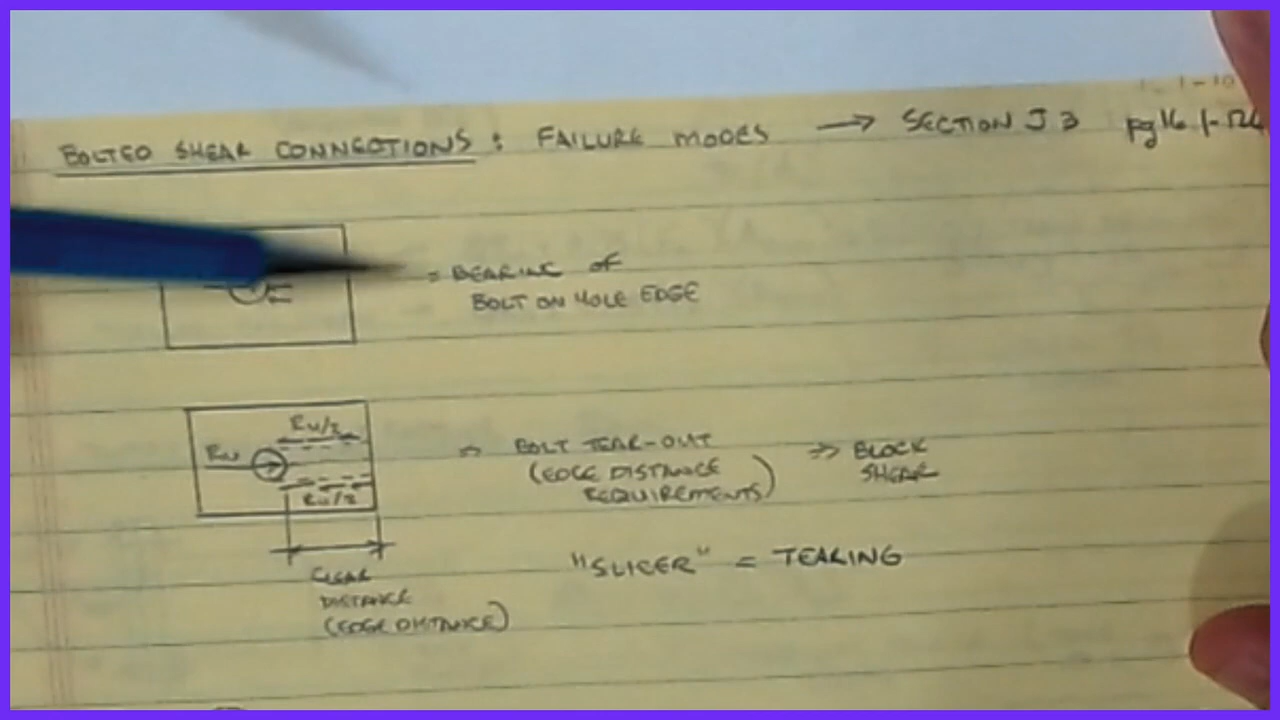 BOLTED SHEAR CONNECTIONS : FAILURE MODES → SECTION J3 pg 16.1-
= BEARING OF
BOLT ON HOLE EDGE
Ru/2
Ru
Ru/2
⇒ BOLT TEAR-OUT ⇒ BLOCK
(EDGE DISTANCE SHEAR
REQUIREMENTS)
"SLICER" = TEARING
CLEAR
DISTANCE
(EDGE DISTANCE)